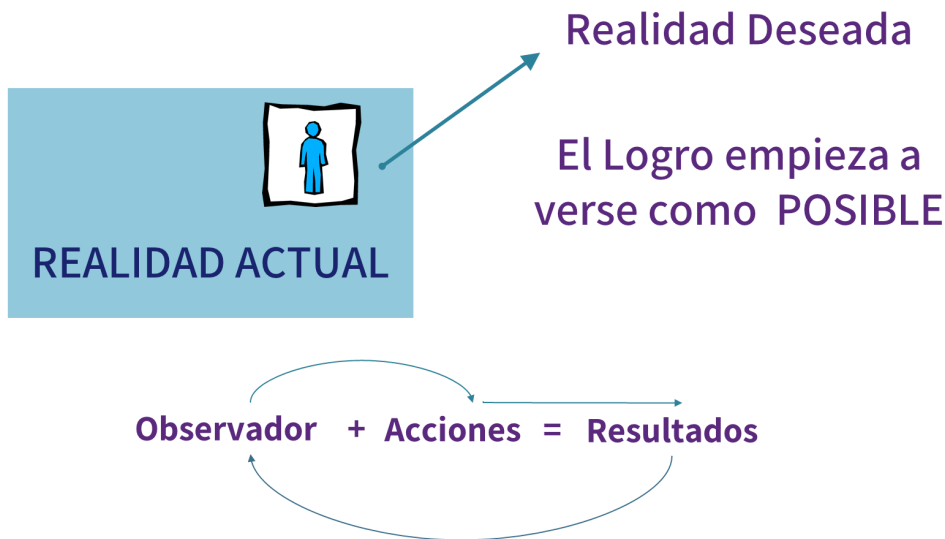 Realidad Deseada
El Logro empieza a
verse como POSIBLE
REALIDAD ACTUAL
Observador + Acciones = Resultados